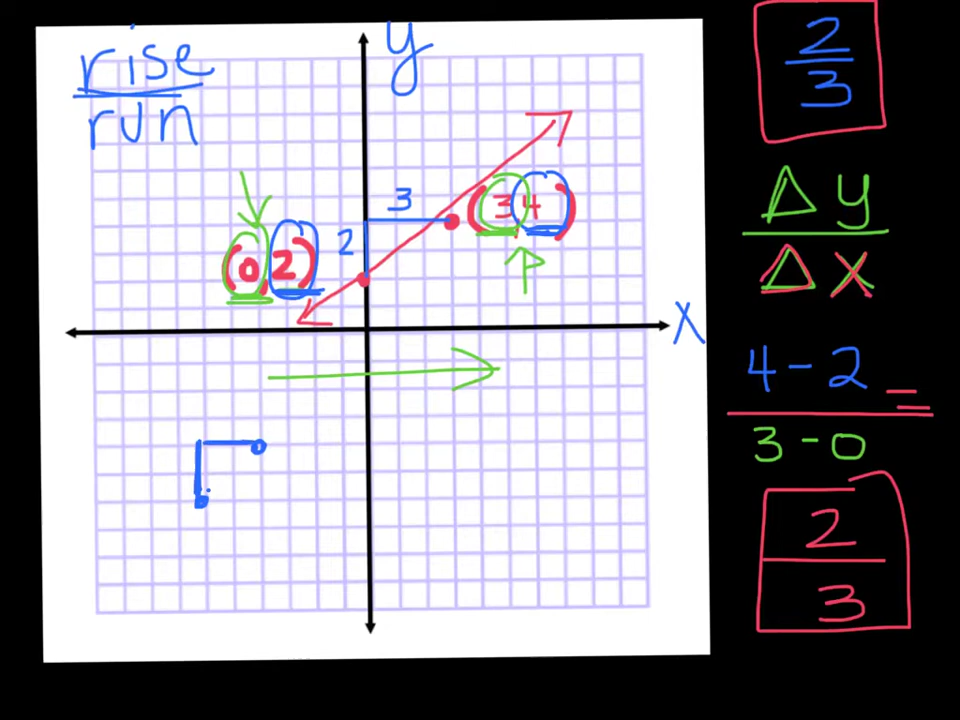 rise
run
y
3
(3 4)
2
(0 2)
x
2
3
Δy
Δx
4-2 =
3-0
2
3